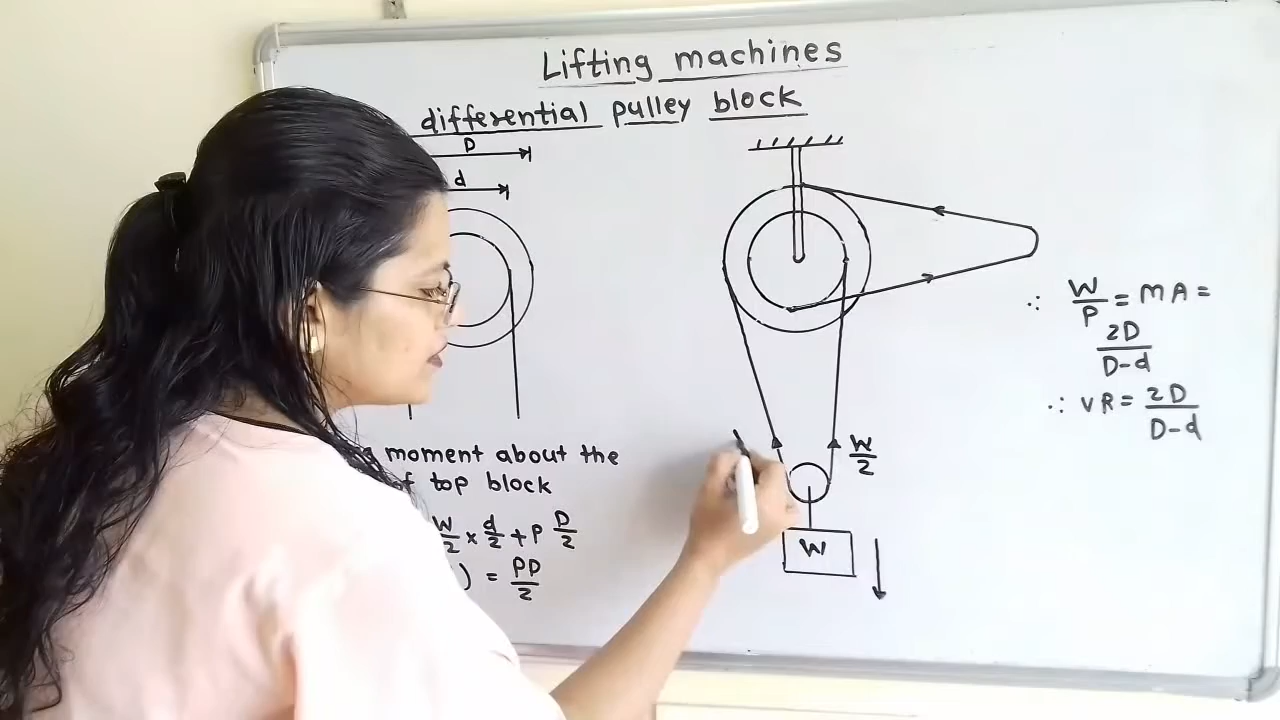 Lifting machines
differential pulley block
D
d
moment about the
of top block
W/2 × d/2 + P D/2
) = PD/2
W/2
W
∴ W/P = MA =
2D/D-d
∴ VR = 2D/D-d